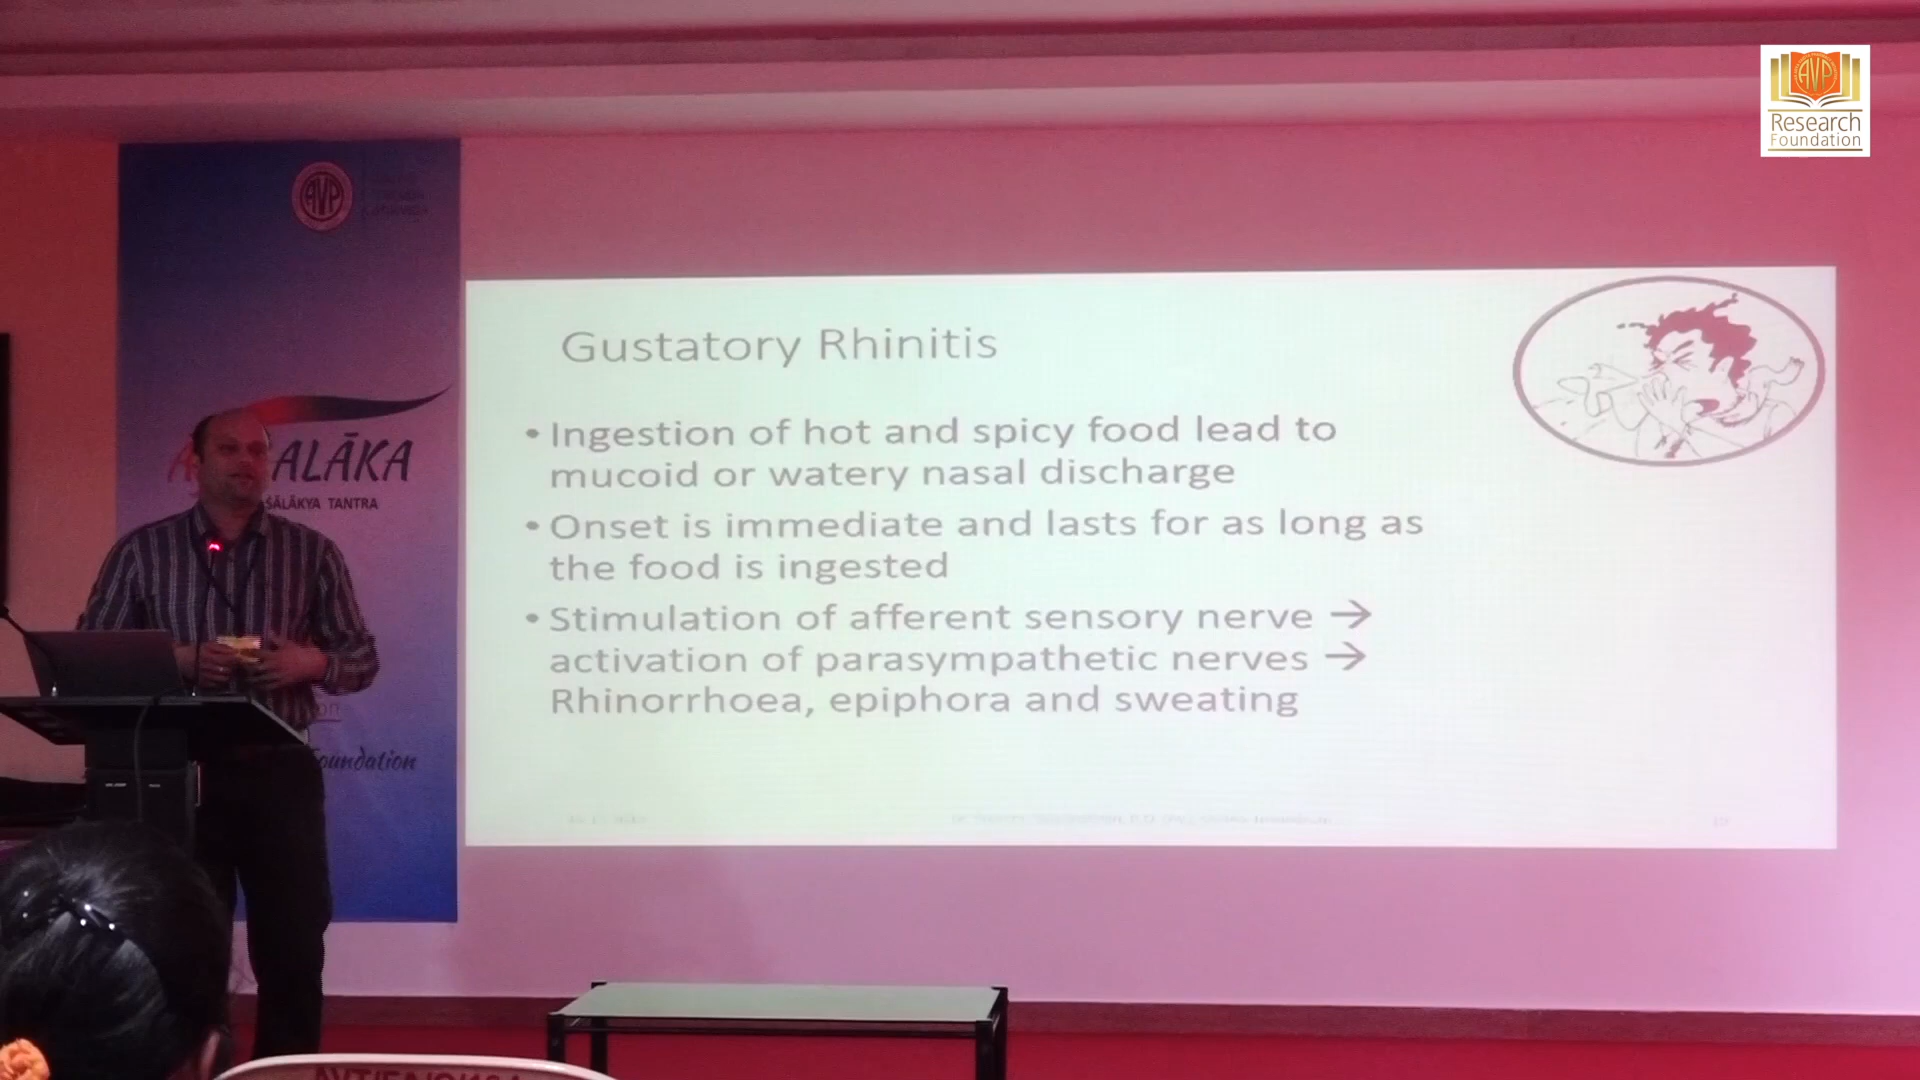 AVP
Research
Foundation
AVP
ALĀKA
ŚĀLĀKYA TANTRA
Foundation
Gustatory Rhinitis
• Ingestion of hot and spicy food lead to
mucoid or watery nasal discharge
• Onset is immediate and lasts for as long as
the food is ingested
• Stimulation of afferent sensory nerve →
activation of parasympathetic nerves →
Rhinorrhoea, epiphora and sweating